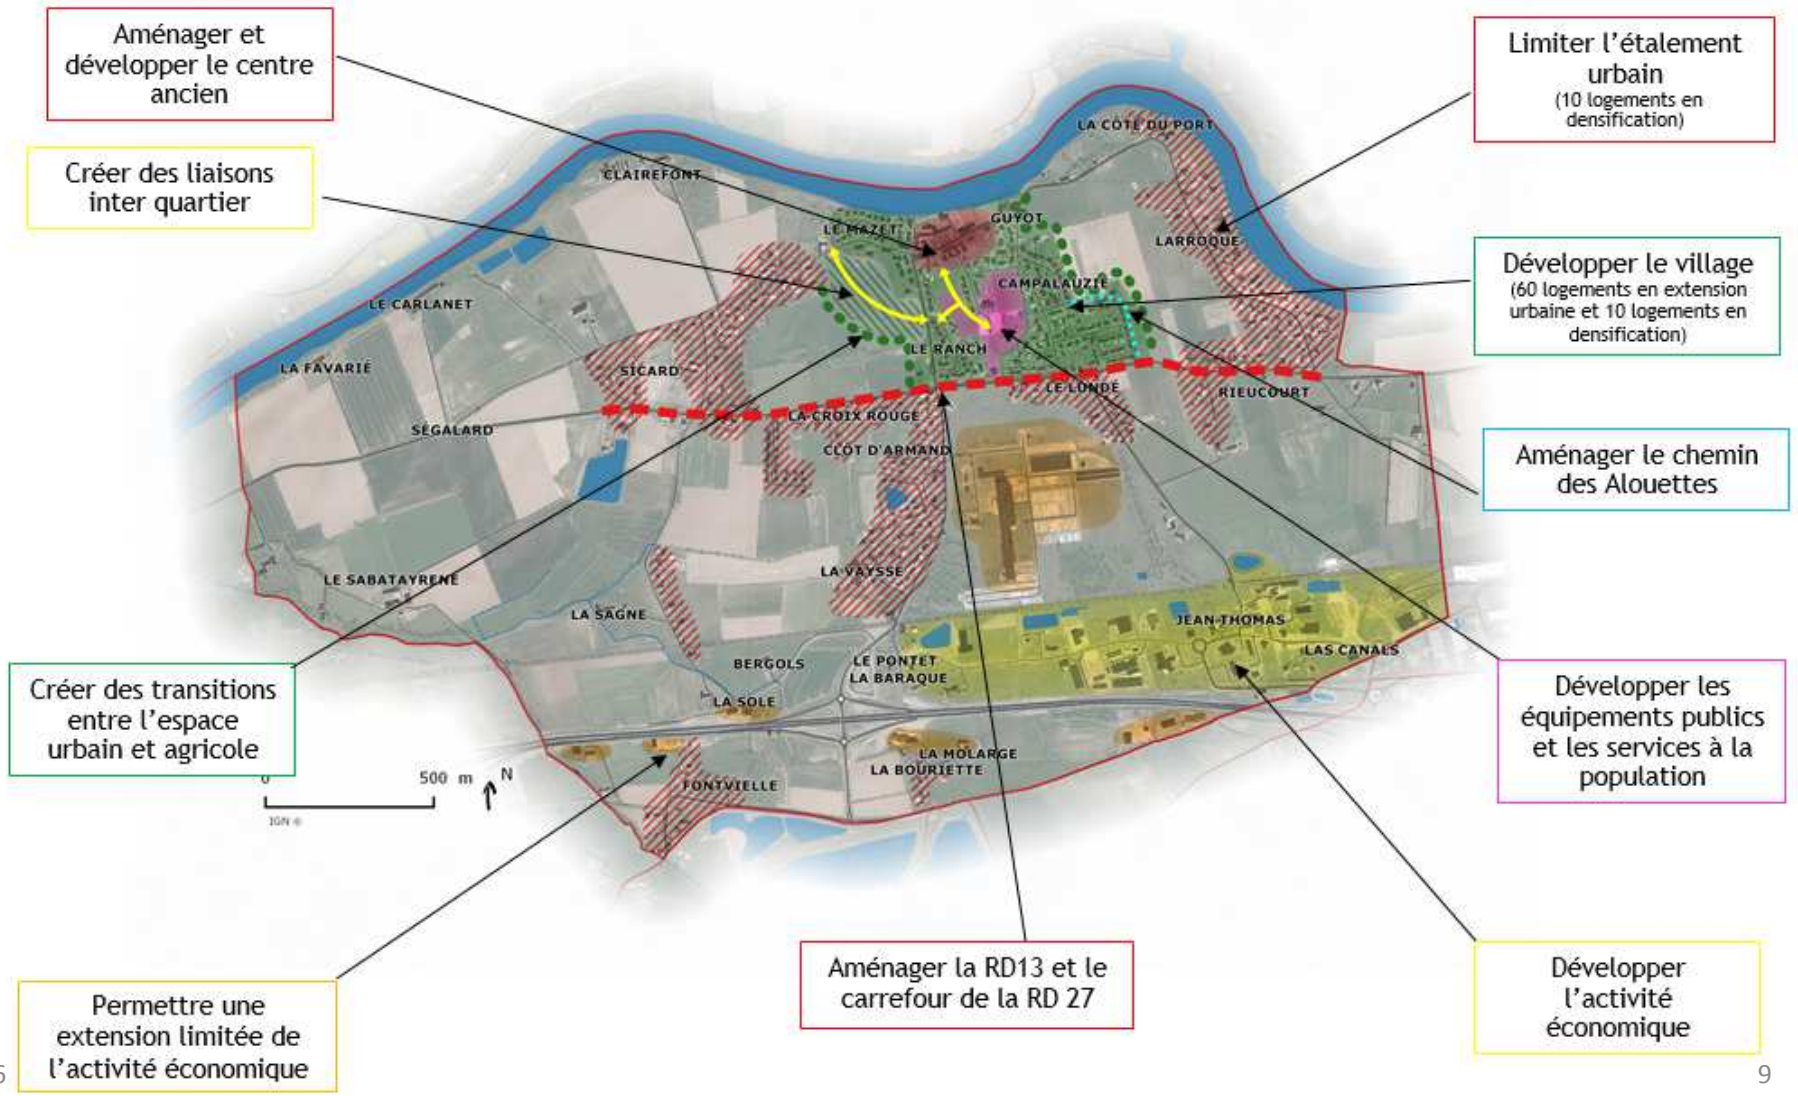 Aménager et
développer le centre
ancien
Limiter l'étalement
urbain
(10 logements en
densification)
Créer des liaisons
inter quartier
Développer le village
(60 logements en extension
urbaine et 10 logements en
densification)
Aménager le chemin
des Alouettes
Créer des transitions
entre l'espace
urbain et agricole
Développer les
équipements publics
et les services à la
population
Permettre une
extension limitée de
l'activité économique
Aménager la RD13 et le
carrefour de la RD 27
Développer
l'activité
économique
LA CÔTE DU PORT
CLAIREFONT
GUYOT
LE MAZET
LARROQUE
CAMPALAUZIE
LE CARLANET
LE RANCH
LA FAVARIÉ
SICARD
LE LUNDÉ
RIEUCOURT
LA CROIX ROUGE
SÉGALARD
CLOT D'ARMAND
LA VAYSSE
LE SABATAYRENÉ
LA SAGNE
JEAN THOMAS
LAS CANALS
BERGOLS
LE PONTET
LA BARAQUE
LA SOLE
LA MOLARGE
LA BOURIETTE
FONTVIELLE
0 500 m N
IGN ©
9